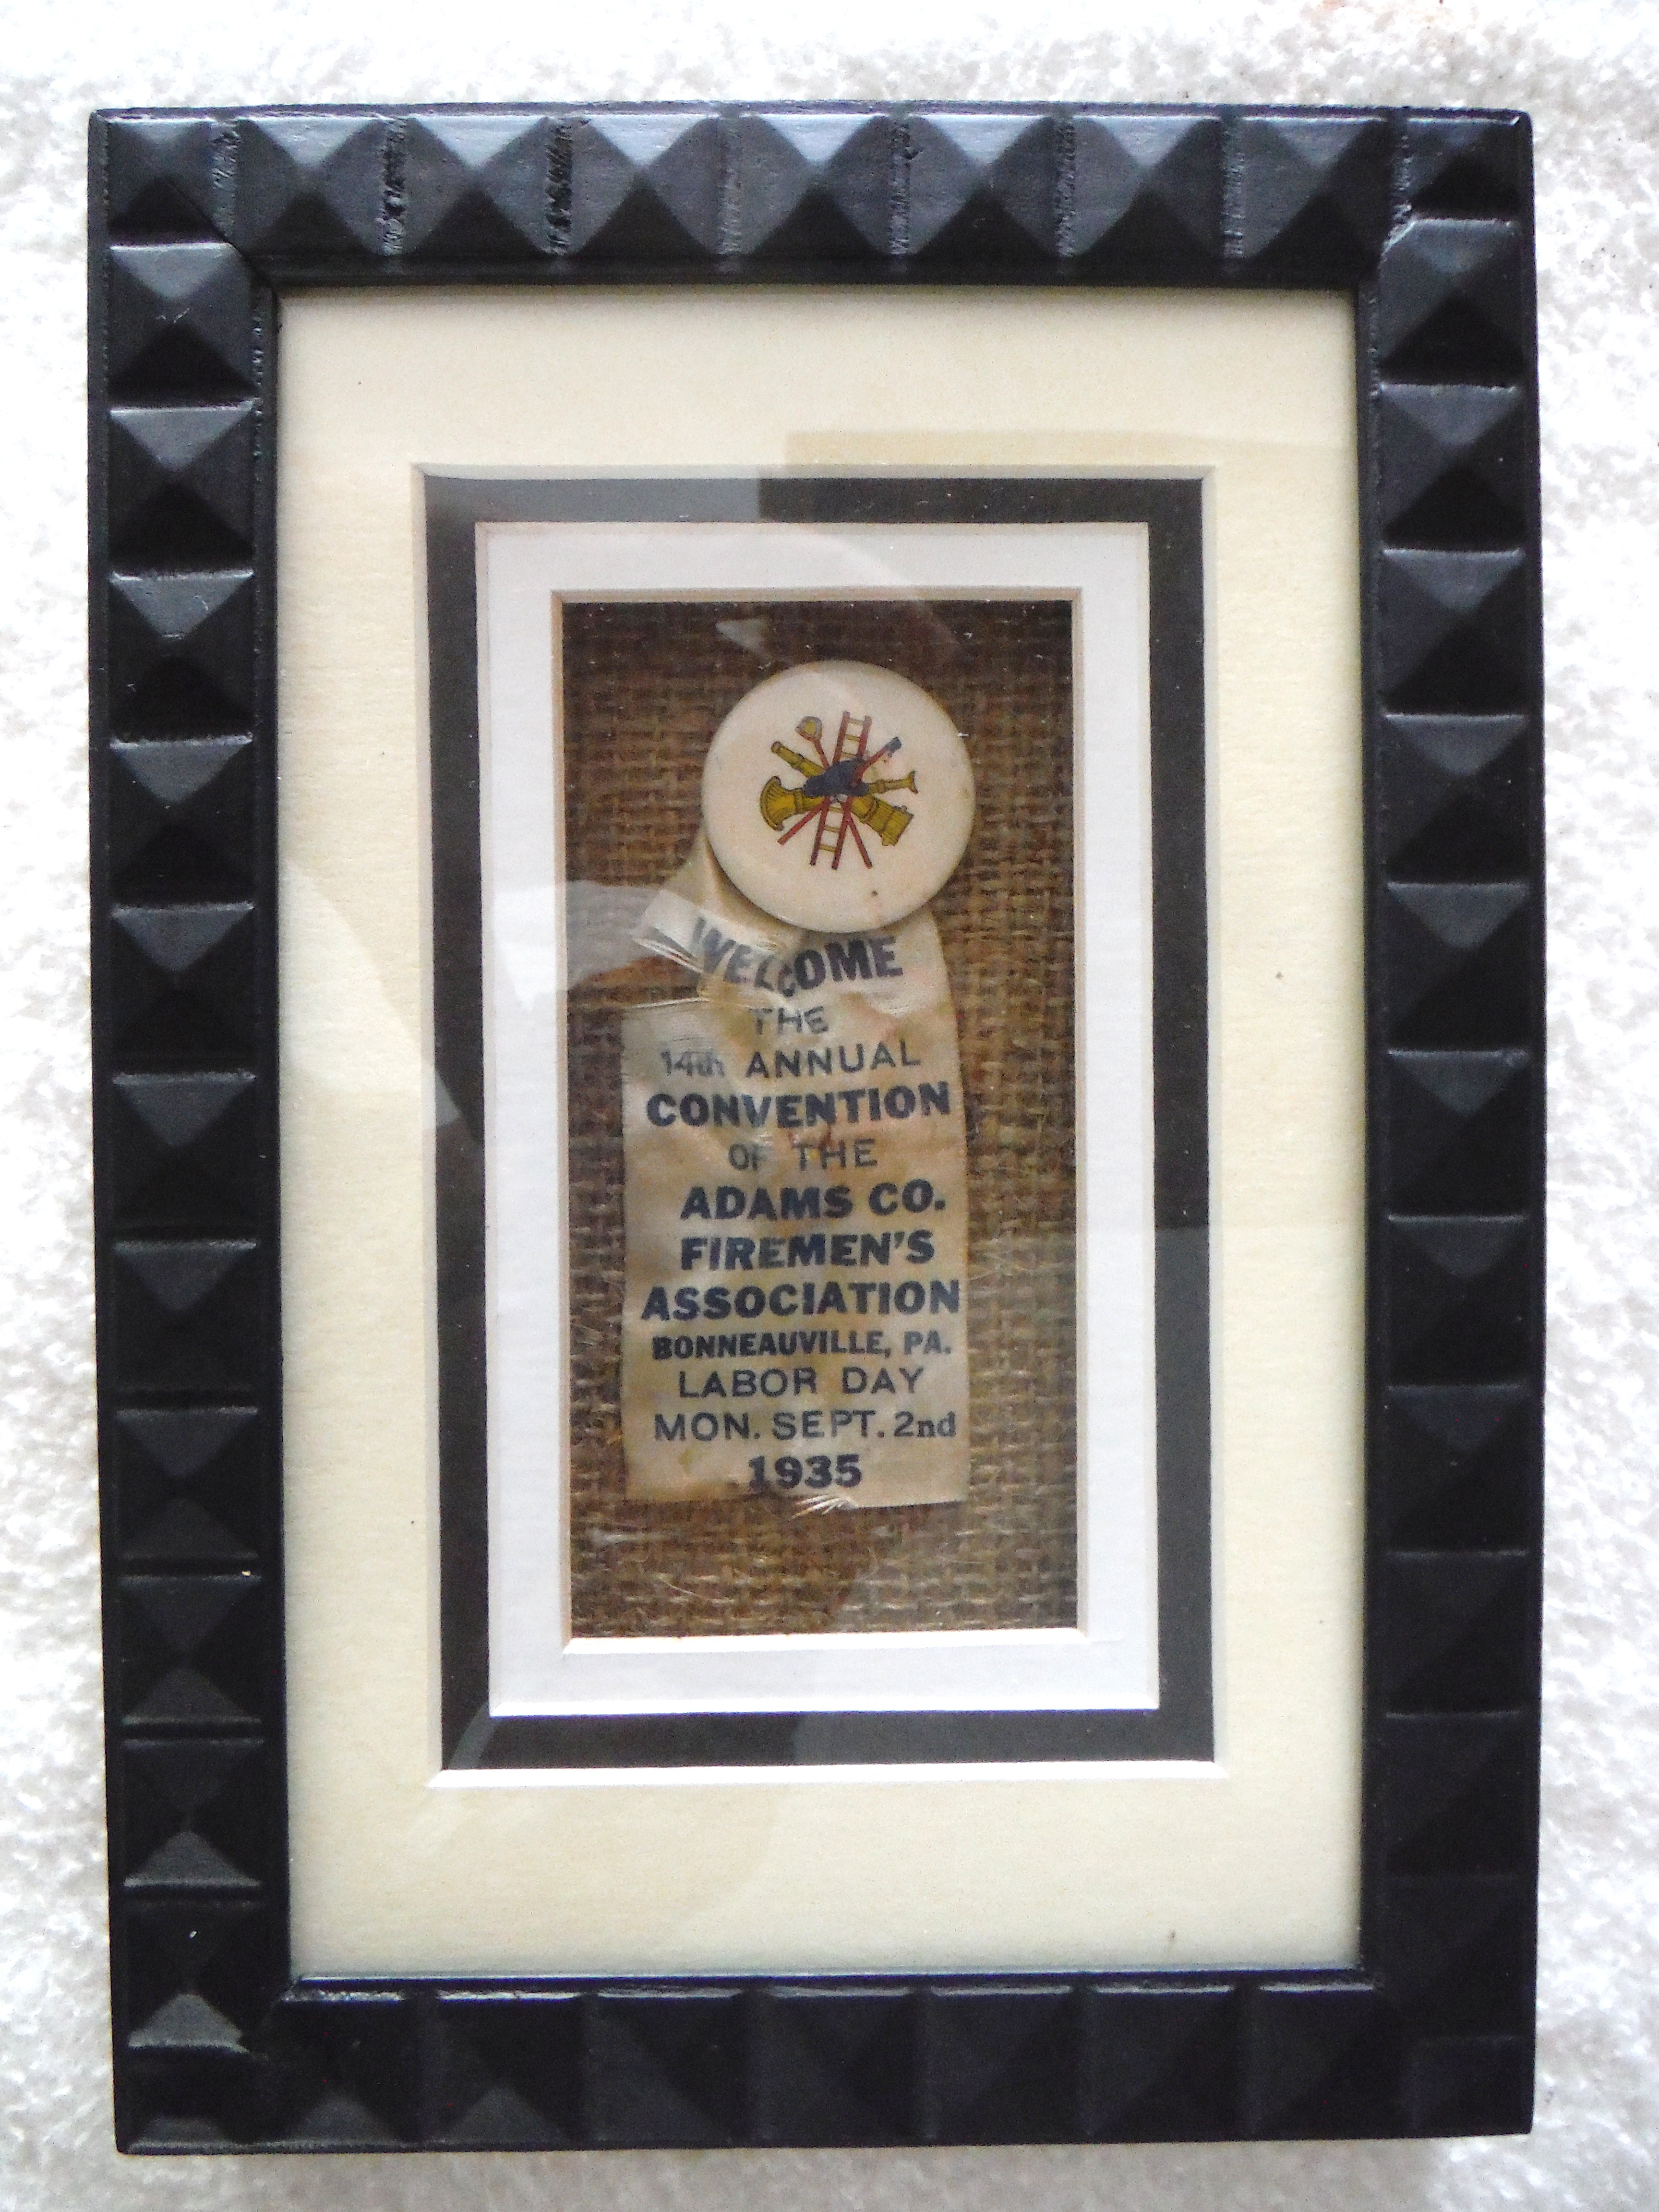 WELCOME
THE
14th ANNUAL
CONVENTION
OF THE
ADAMS CO.
FIREMEN'S
ASSOCIATION
BONNEAUVILLE, PA.
LABOR DAY
MON. SEPT. 2nd
1935